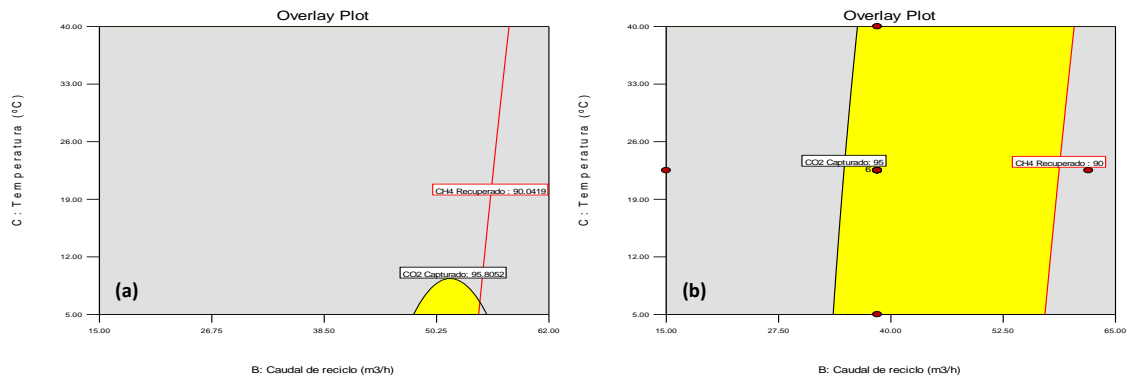 Overlay Plot
40.00
33.00
26.00
19.00
12.00
5.00
C: Temperatura (ºC)
CH4 Recuperado : 90.0419
CO2 Capturado: 95.8052
(a)
15.00 26.75 38.50 50.25 62.00
B: Caudal de reciclo (m3/h)
Overlay Plot
40.00
33.00
26.00
19.00
12.00
5.00
C: Temperatura (ºC)
CO2 Capturado: 95
CH4 Recuperado : 90
6
(b)
15.00 27.50 40.00 52.50 65.00
B: Caudal de reciclo (m3/h)